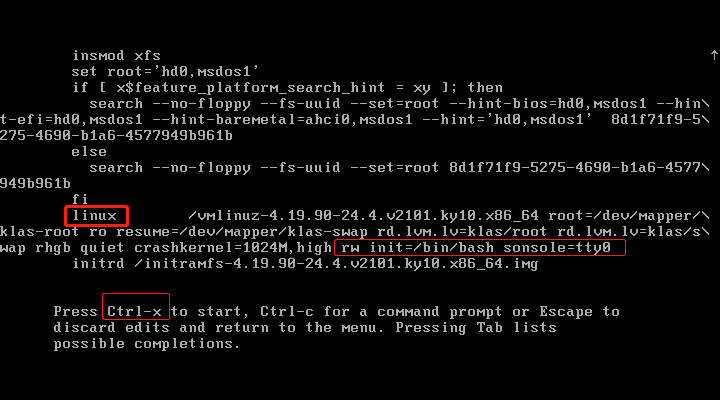 insmod xfs
set root='hd0,msdos1'
if [ x$feature_platform_search_hint = xy ]; then
search --no-floppy --fs-uuid --set=root --hint-bios=hd0,msdos1 --hin\
t-efi=hd0,msdos1 --hint-baremetal=ahci0,msdos1 --hint='hd0,msdos1' 8d1f71f9-5\
275-4690-b1a6-4577949b961b
else
search --no-floppy --fs-uuid --set=root 8d1f71f9-5275-4690-b1a6-4577\
949b961b
fi
linux /vmlinuz-4.19.90-24.4.v2101.ky10.x86_64 root=/dev/mapper/\
klas-root ro resume=/dev/mapper/klas-swap rd.lvm.lv=klas/root rd.lvm.lv=klas/s\
wap rhgb quiet crashkernel=1024M,high rw init=/bin/bash sonsole=tty0
initrd /initramfs-4.19.90-24.4.v2101.ky10.x86_64.img
Press Ctrl-x to start, Ctrl-c for a command prompt or Escape to
discard edits and return to the menu. Pressing Tab lists
possible completions.